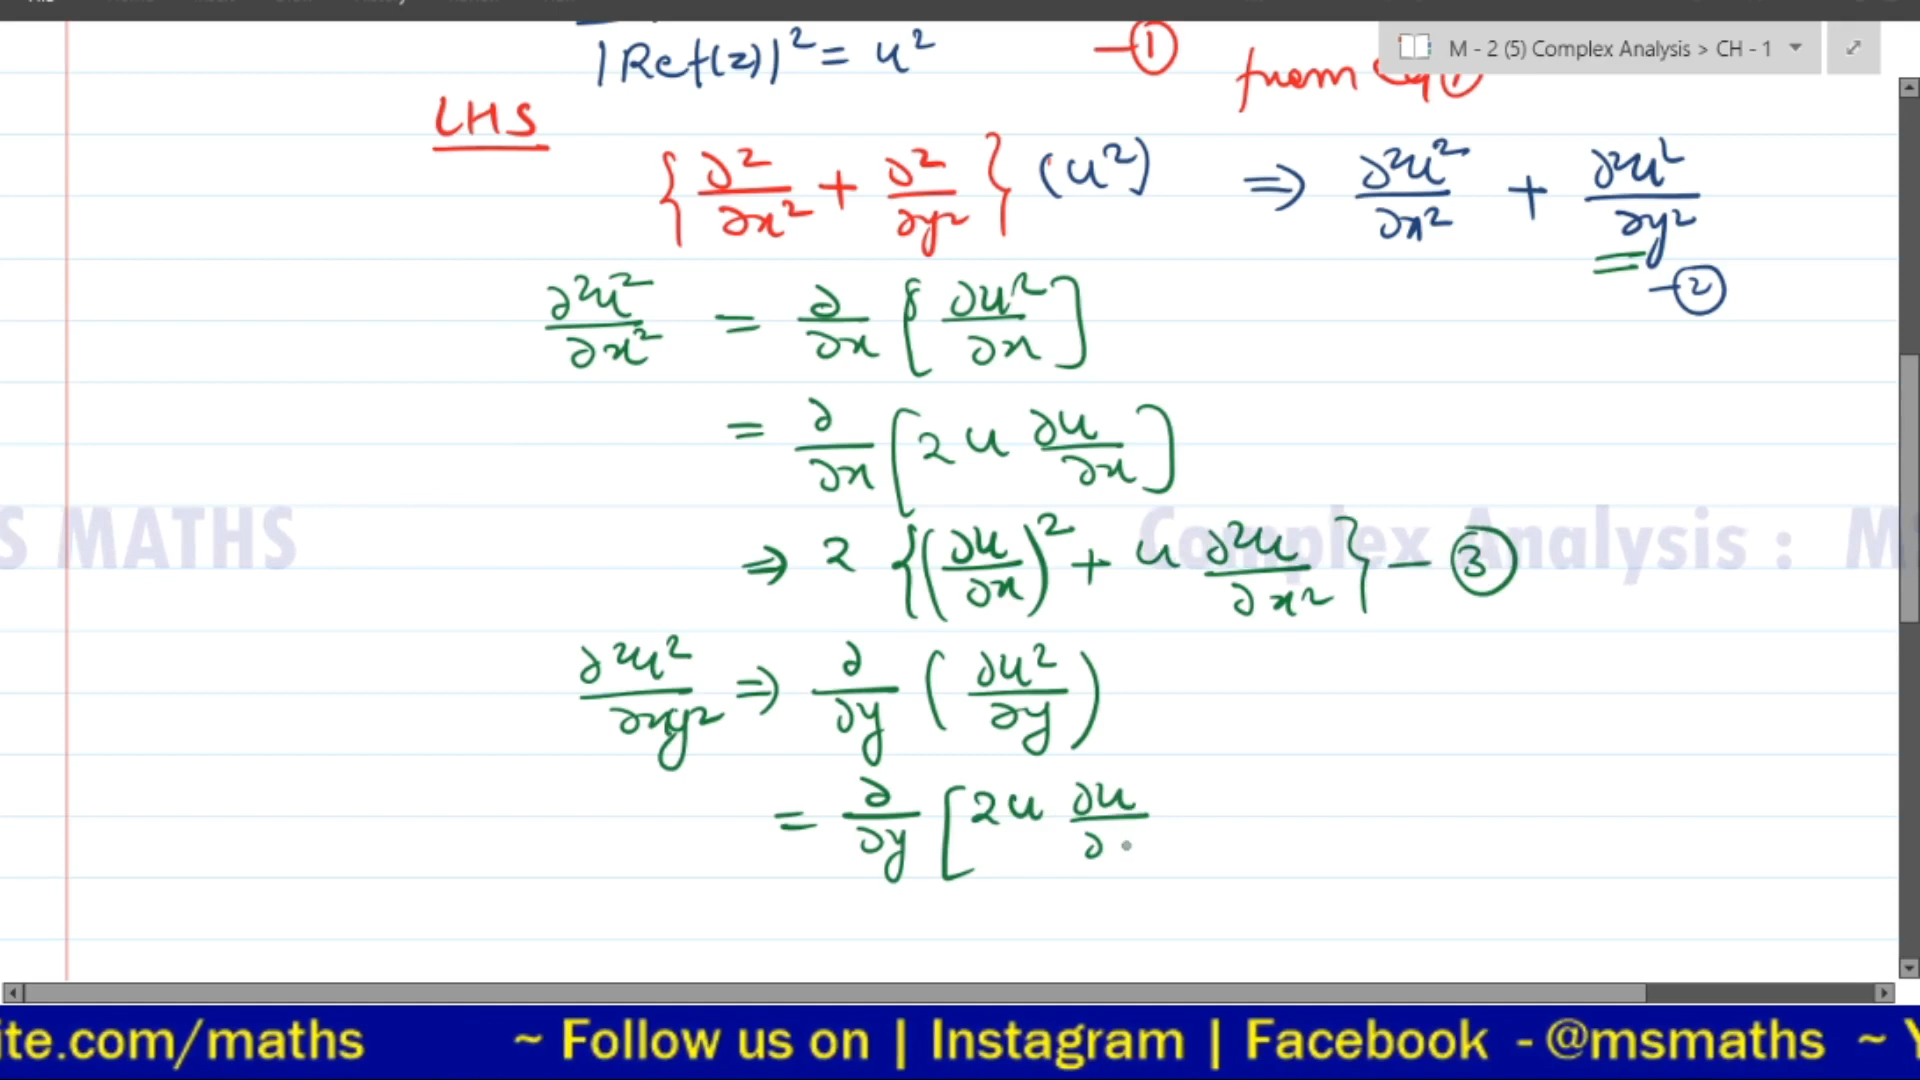 |Ref(z)|² = u² —① from eq①
M - 2 (5) Complex Analysis > CH - 1
LHS
{∂²/∂x² + ∂²/∂y²} (u²) ⇒ ∂²u²/∂x² + ∂²u²/∂y² —②
∂²u²/∂x² = ∂/∂x [∂u²/∂x]
= ∂/∂x [2u ∂u/∂x]
S MATHS Complex Analysis : M
⇒ 2 {(∂u/∂x)² + u ∂²u/∂x²} — ③
∂²u²/∂y² ⇒ ∂/∂y (∂u²/∂y)
= ∂/∂y [2u ∂u/∂
ite.com/maths ~ Follow us on | Instagram | Facebook - @msmaths ~ Y